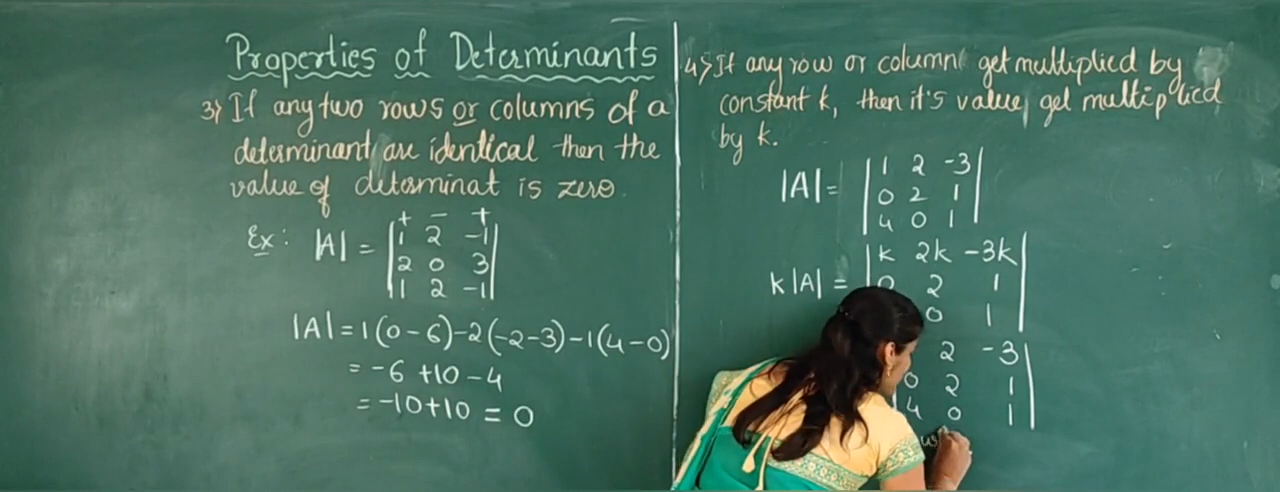 Properties of Determinants
3) If any two rows or columns of a
determinant are identical then the
value of determinat is zero.
+ − +
Ex: |A| = | 1 2 -1 |
| 2 0 3 |
| 1 2 -1 |
|A| = 1(0-6)-2(-2-3)-1(4-0)
= -6 +10 -4
= -10+10 = 0
4) If any row or column get multiplied by
constant k, then it's value get multiplied
by k.
|A| = | 1 2 -3 |
| 0 2 1 |
| 4 0 1 |
k|A| = | k 2k -3k |
0 2 1 |
0 1 |
2 -3 |
0 2 1 |
4 0 1 |